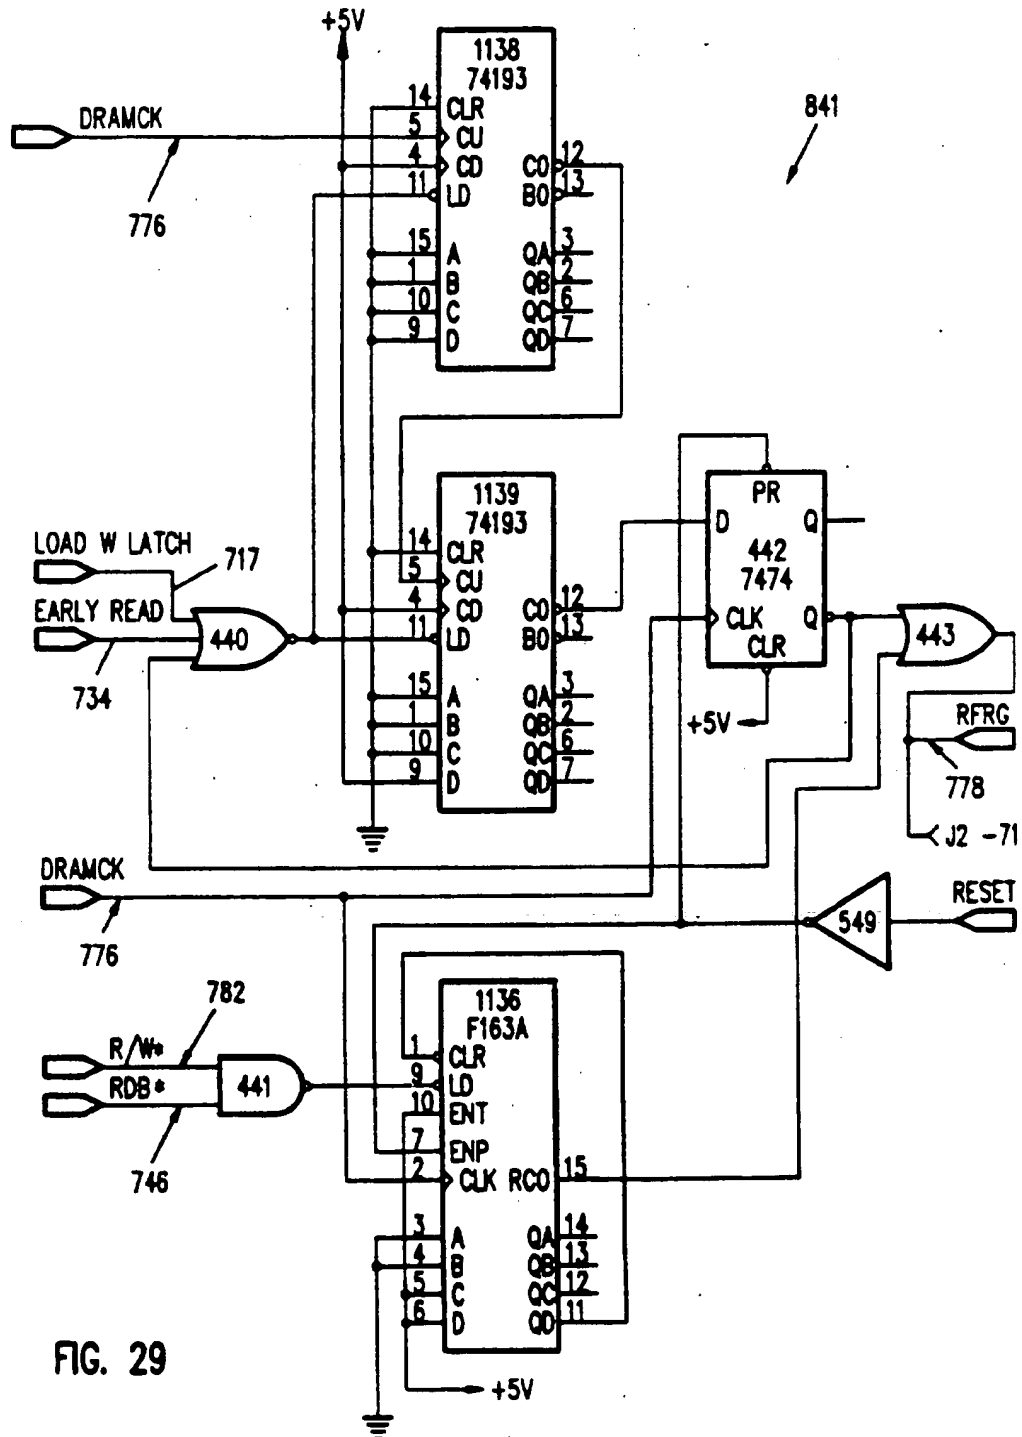 +5V
1138
74193
841
DRAMCK
776
14 CLR
5 CU
4 CD
11 LD
15 A
1 B
10 C
9 D
CO 12
BO 13
QA 3
QB 2
QC 6
QD 7
1139
74193
14 CLR
5 CU
4 CD
11 LD
15 A
1 B
10 C
9 D
CO 12
BO 13
QA 3
QB 2
QC 6
QD 7
LOAD W LATCH
717
EARLY READ
734
440
PR
D Q
442
7474
CLK Q
CLR
+5V
443
RFRG
778
J2 -71
DRAMCK
776
549
RESET
782
R/W*
RDB*
746
441
1136
F163A
1 CLR
9 LD
10 ENT
7 ENP
2 CLK RCO 15
3 A
4 B
5 C
6 D
QA 14
QB 13
QC 12
QD 11
+5V
FIG. 29